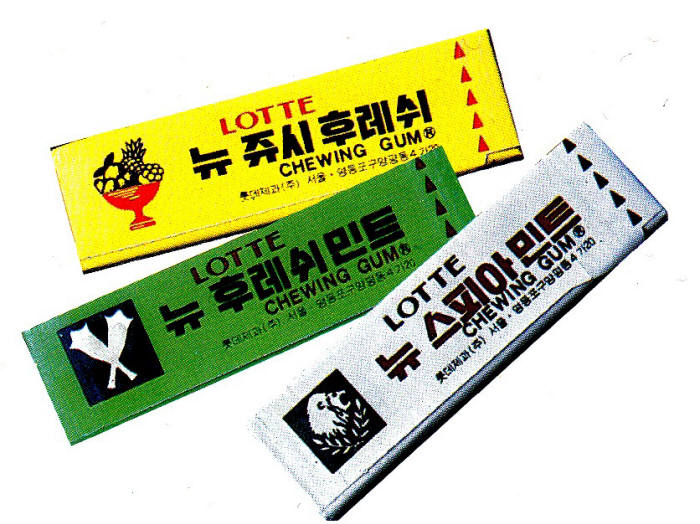 LOTTE
뉴 쥬시후레쉬
CHEWING GUM®
롯데제과(주) 서울·영등포구양평동4가20
LOTTE
뉴 후레쉬민트
CHEWING GUM®
롯데제과(주) 서울·영등포구양평동4가20
LOTTE
뉴 스피아민트
CHEWING GUM®
롯데제과(주) 서울·영등포구양평동4가20